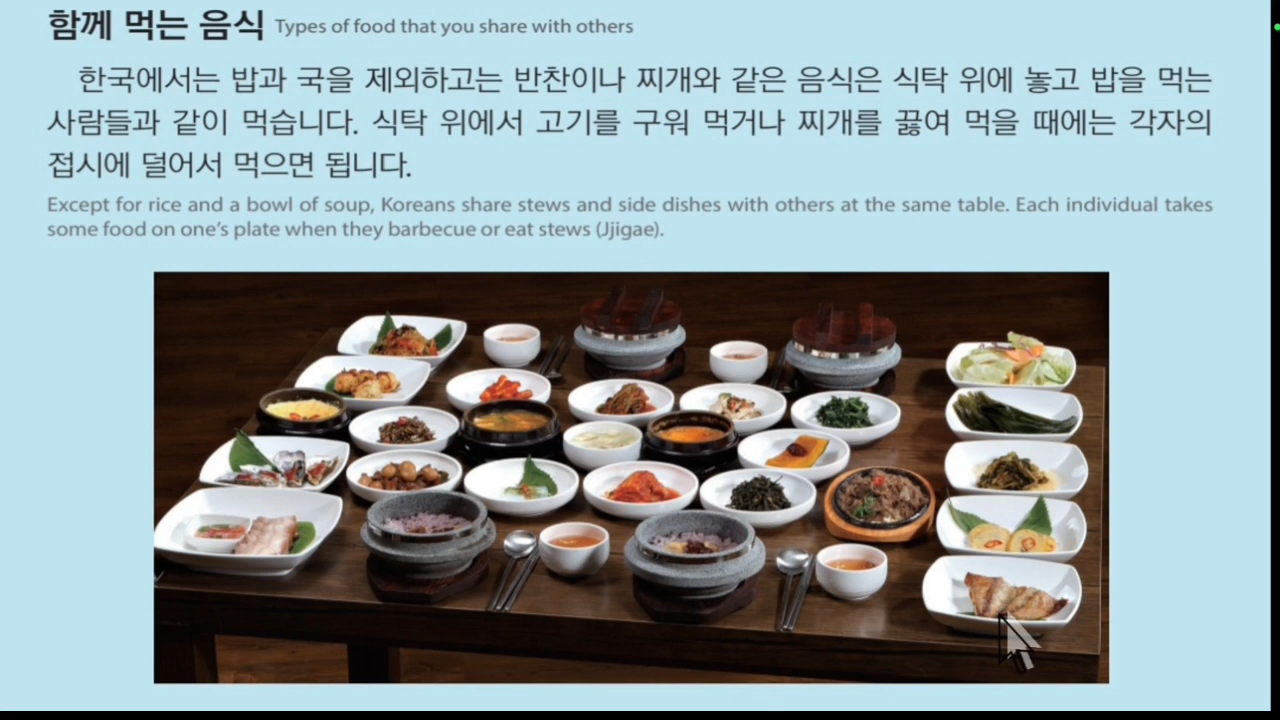 함께 먹는 음식 Types of food that you share with others
한국에서는 밥과 국을 제외하고는 반찬이나 찌개와 같은 음식은 식탁 위에 놓고 밥을 먹는
사람들과 같이 먹습니다. 식탁 위에서 고기를 구워 먹거나 찌개를 끓여 먹을 때에는 각자의
접시에 덜어서 먹으면 됩니다.
Except for rice and a bowl of soup, Koreans share stews and side dishes with others at the same table. Each individual takes
some food on one’s plate when they barbecue or eat stews (Jjigae).